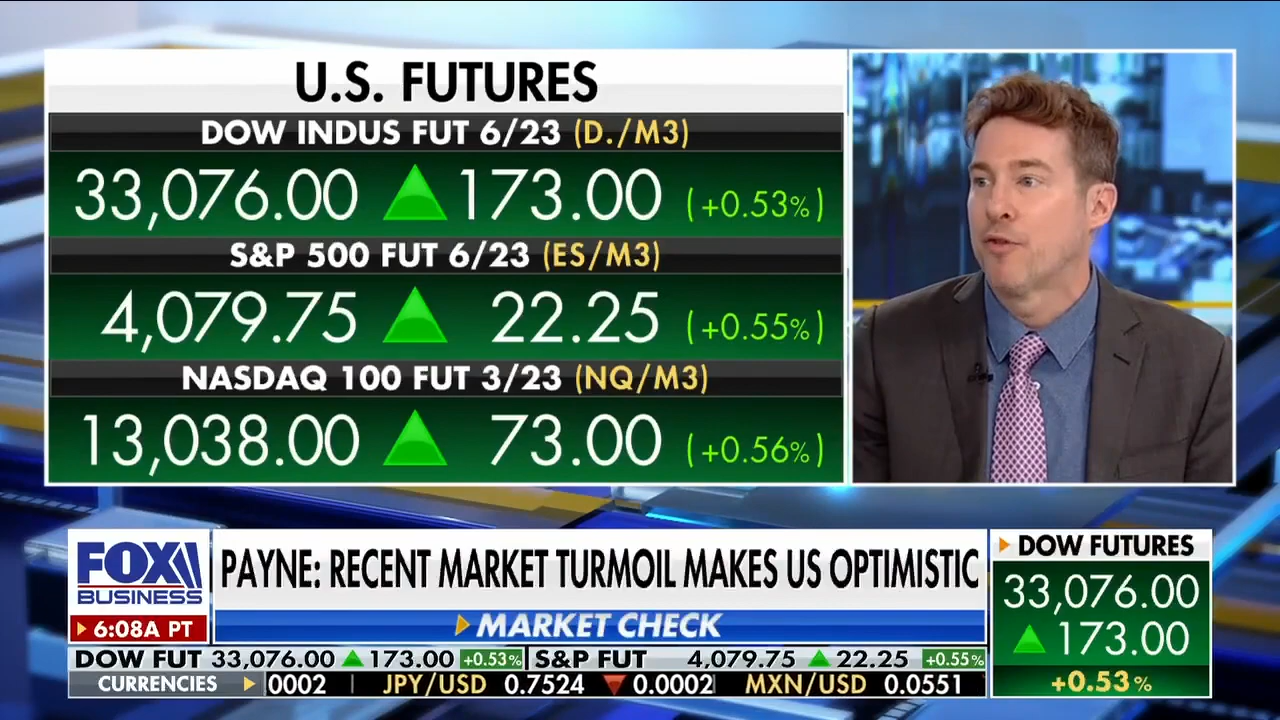 U.S. FUTURES
DOW INDUS FUT 6/23 (D./M3)
33,076.00 ▲ 173.00 (+0.53%)
S&P 500 FUT 6/23 (ES/M3)
4,079.75 ▲ 22.25 (+0.55%)
NASDAQ 100 FUT 3/23 (NQ/M3)
13,038.00 ▲ 73.00 (+0.56%)
FOX
BUSINESS
6:08A PT
PAYNE: RECENT MARKET TURMOIL MAKES US OPTIMISTIC
MARKET CHECK
DOW FUTURES
33,076.00
▲ 173.00
+0.53%
DOW FUT 33,076.00 ▲ 173.00 +0.53% S&P FUT 4,079.75 ▲ 22.25 +0.55%
CURRENCIES 0002 | JPY/USD 0.7524 ▼ 0.0002 | MXN/USD 0.0551